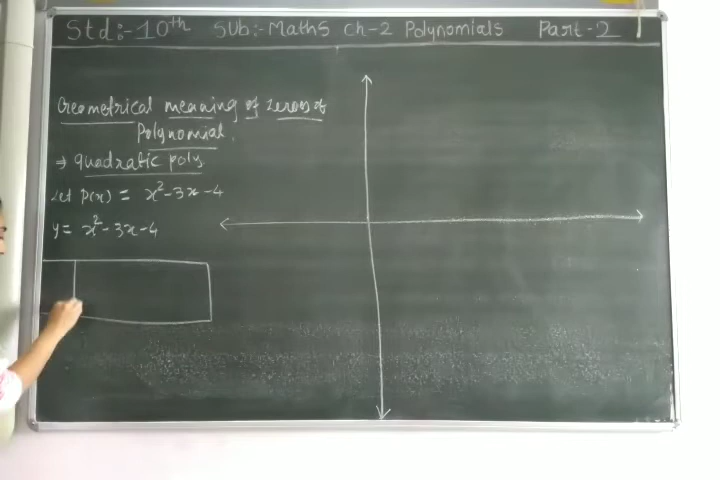 Std:-10th Sub:-Maths Ch-2 Polynomials Part-2
Geometrical meaning of zeroes of
Polynomial.
⇒ quadratic poly.
Let P(x) = x²-3x-4
y = x²-3x-4